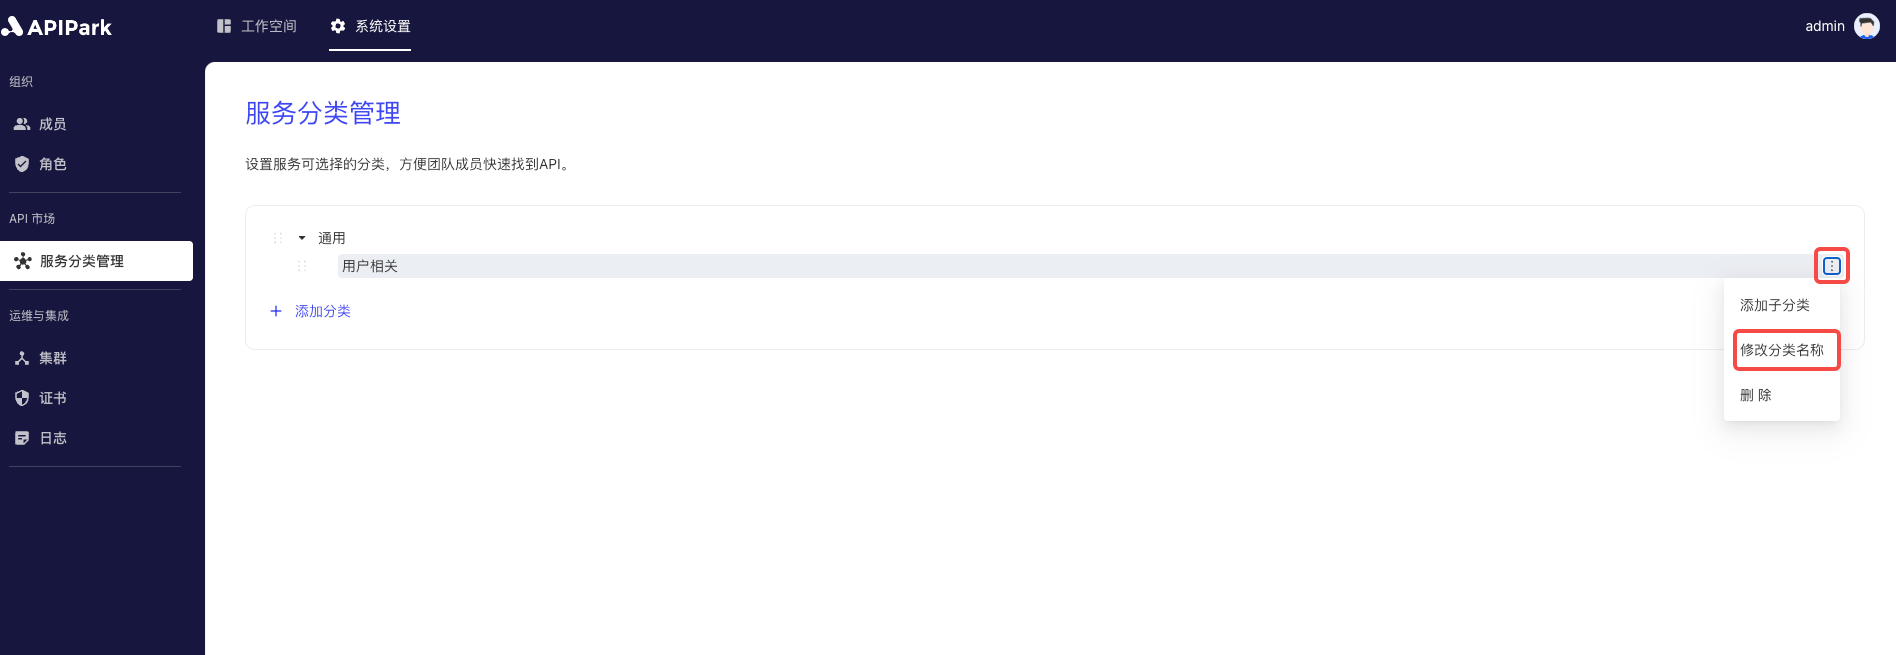 APIPark
工作空间
系统设置
admin
组织
成员
角色
API 市场
服务分类管理
运维与集成
集群
证书
日志
服务分类管理
设置服务可选择的分类，方便团队成员快速找到API。
通用
用户相关
添加分类
添加子分类
修改分类名称
删 除